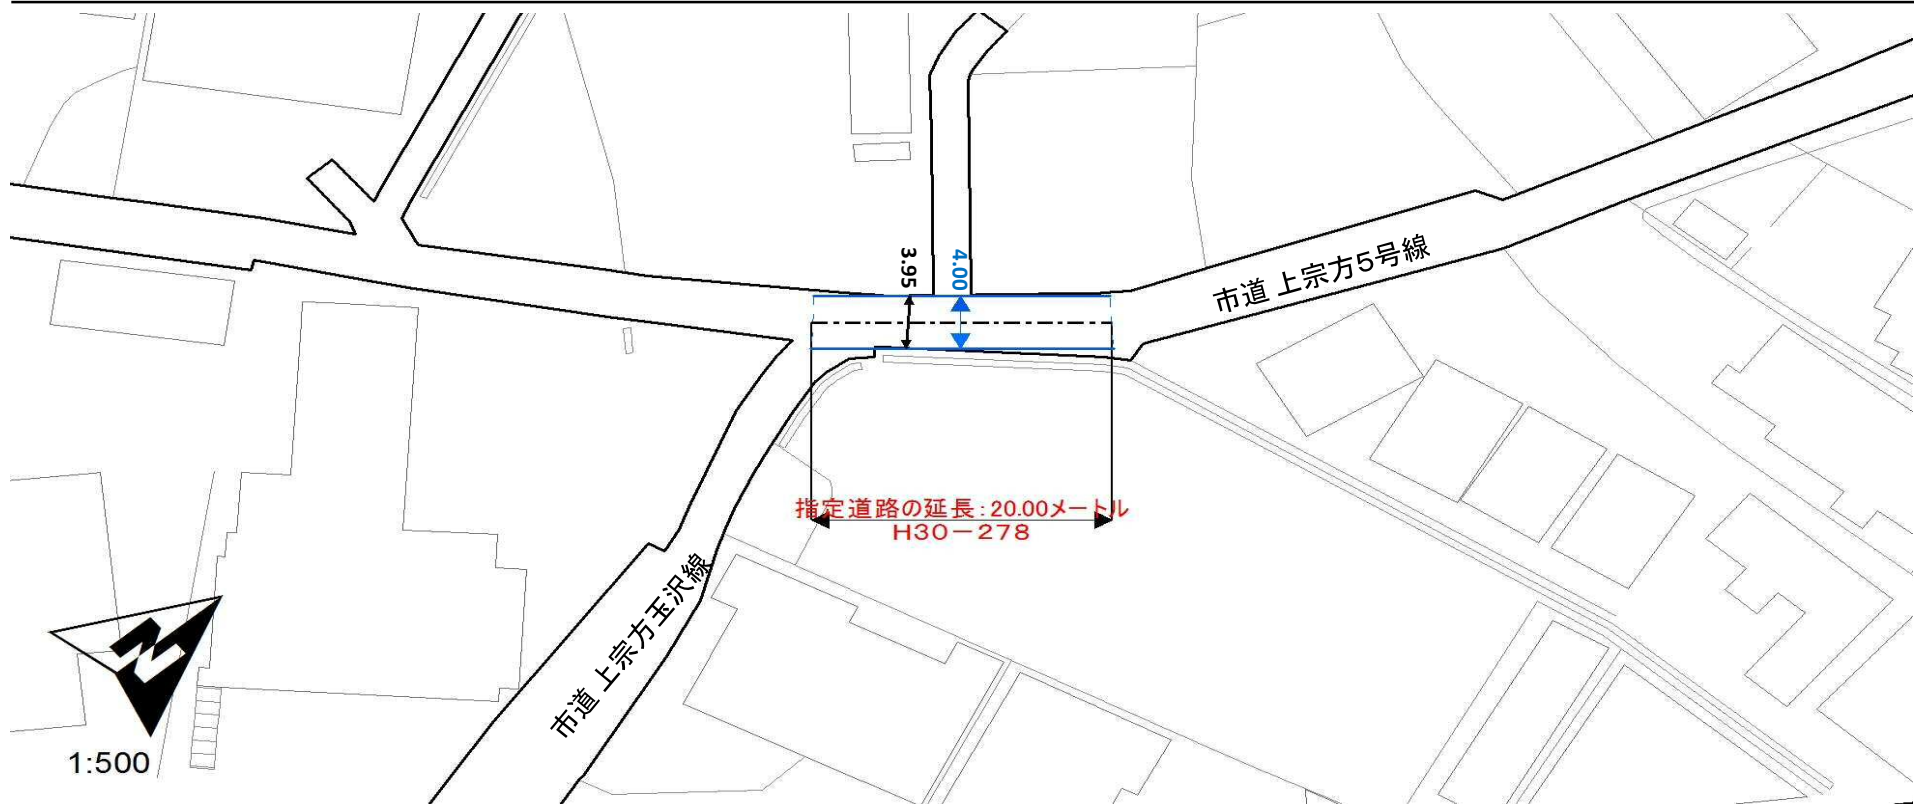 3.95
4.00
市道 上宗方5号線
指定道路の延長:20.00メートル
H30-278
市道 上宗方玉沢線
N
1:500